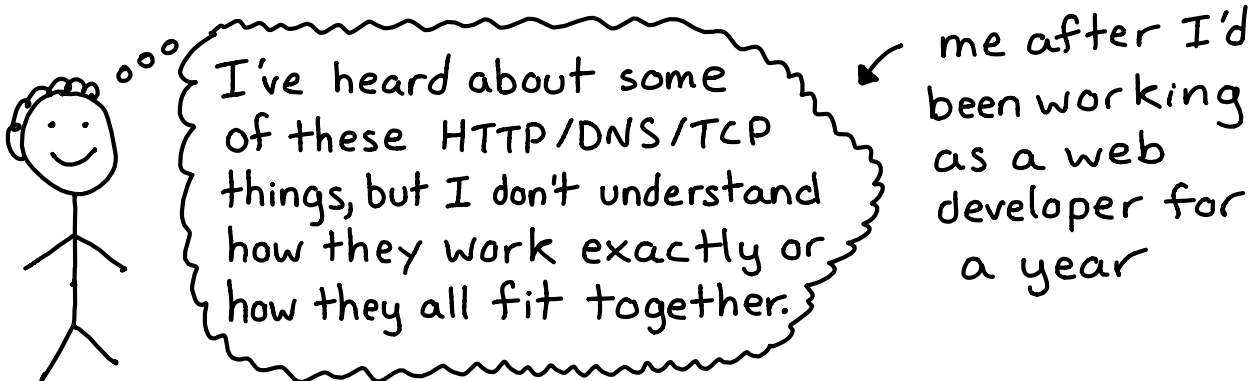 I've heard about some
of these HTTP/DNS/TCP
things, but I don't understand
how they work exactly or
how they all fit together.
me after I'd
been working
as a web
developer for
a year